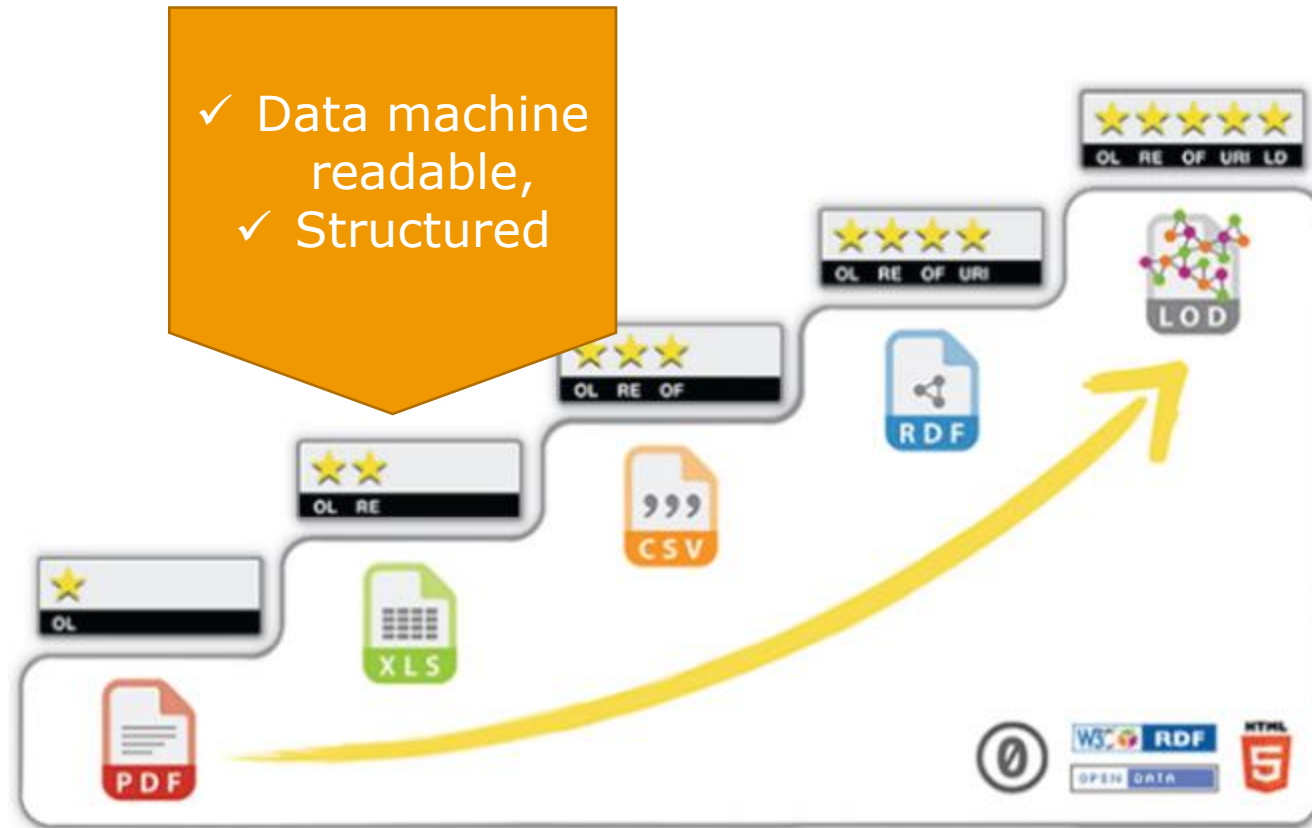 ✓ Data machine
readable,
✓ Structured
OL RE OF URI LD
LOD
OL RE OF URI
RDF
OL RE OF
CSV
OL RE
XLS
OL
PDF
W3C RDF
OPEN DATA
HTML
5
0